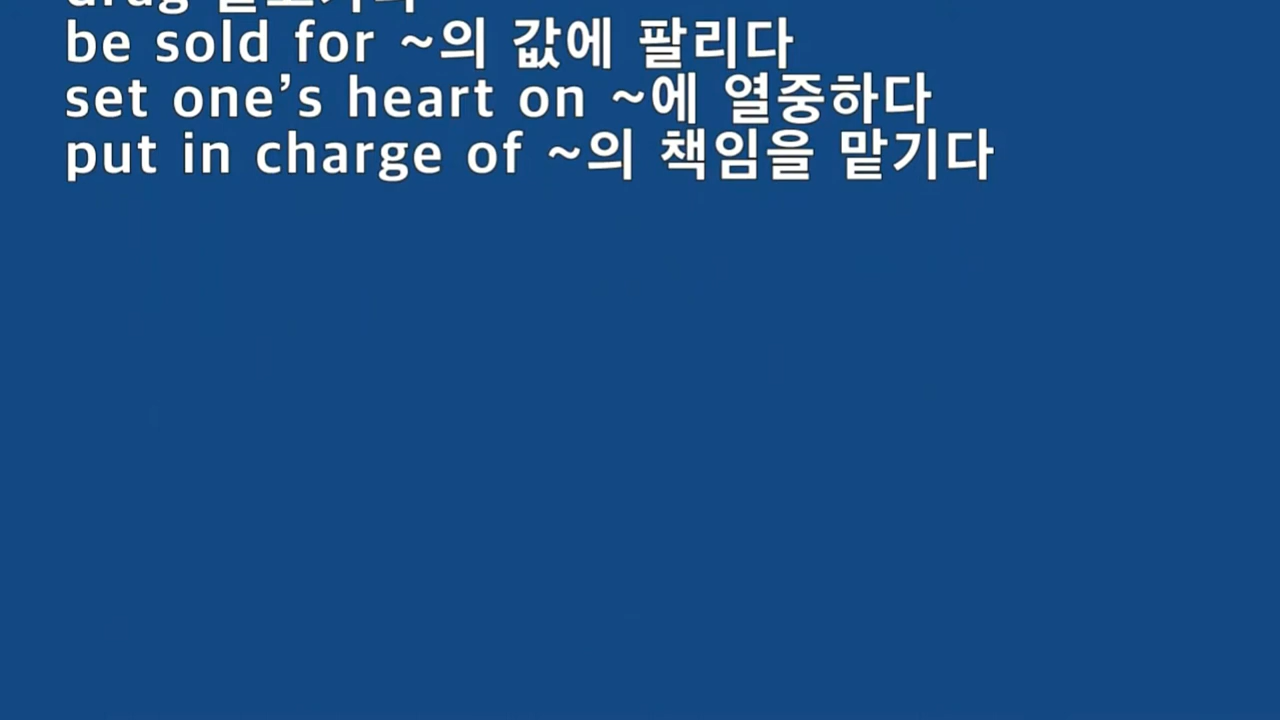 drag
be sold for ~의 값에 팔리다
set one’s heart on ~에 열중하다
put in charge of ~의 책임을 맡기다